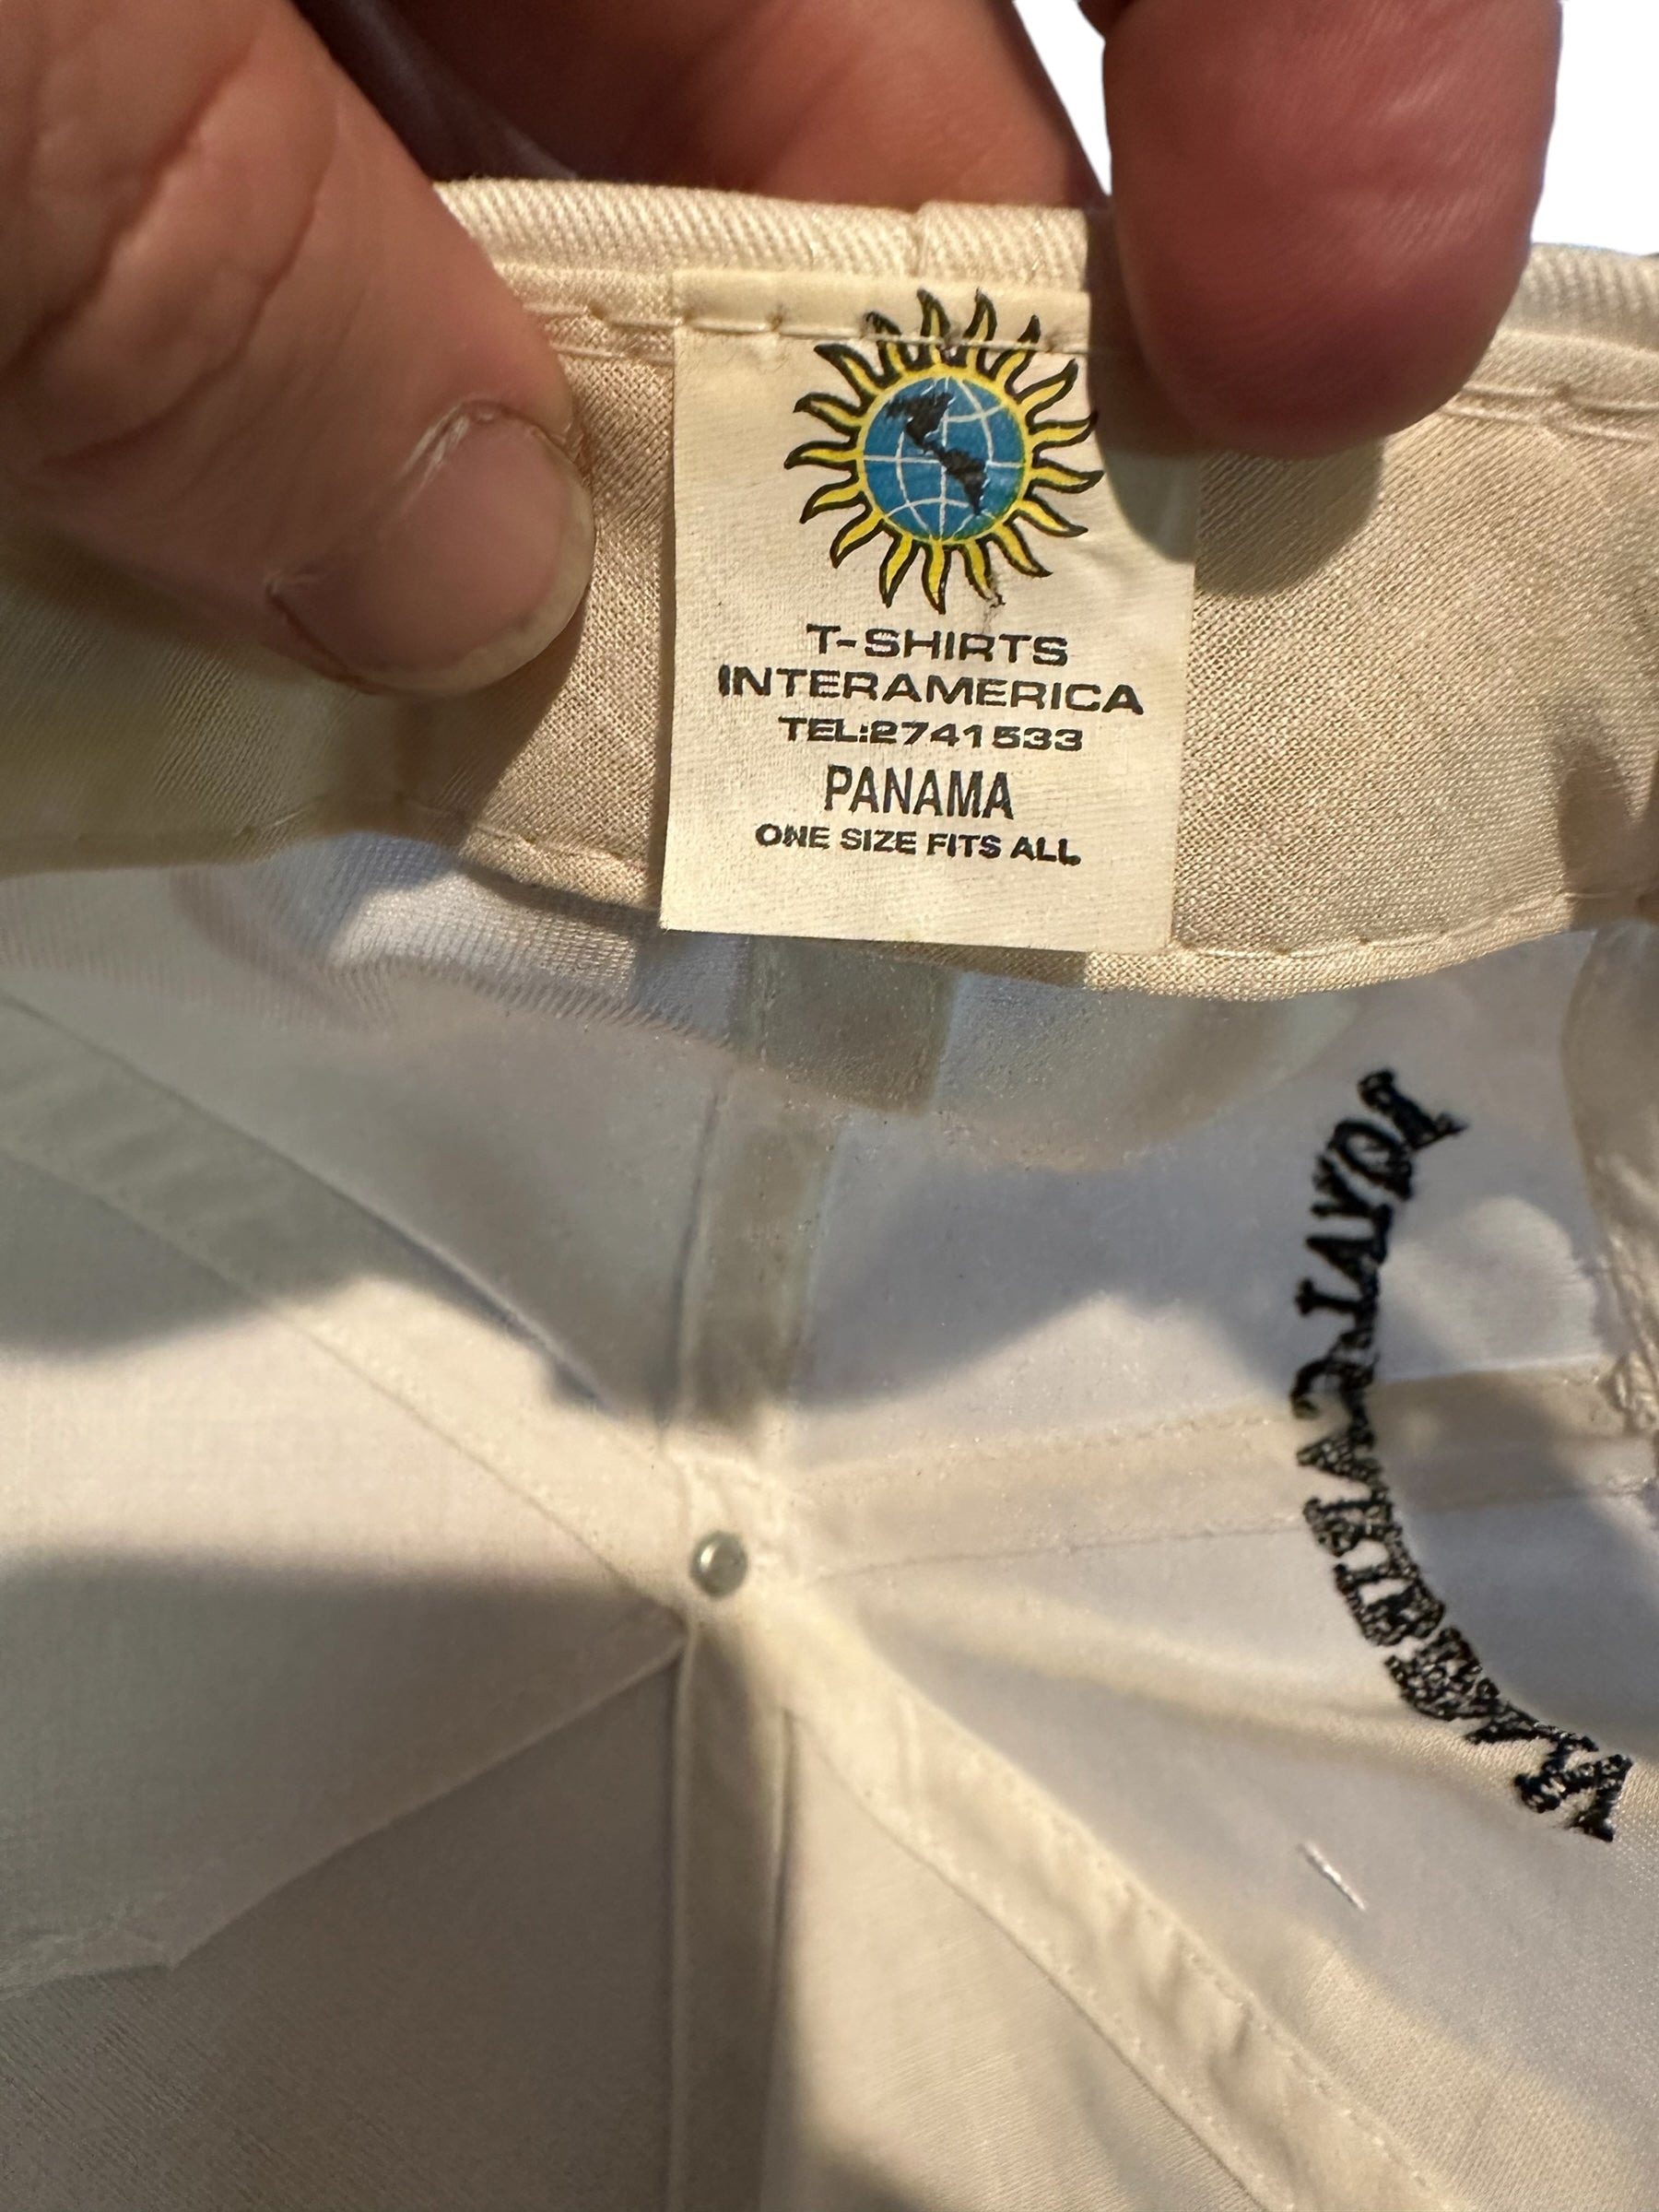 T-SHIRTS
INTERAMERICA
TEL:2741533
PANAMA
ONE SIZE FITS ALL